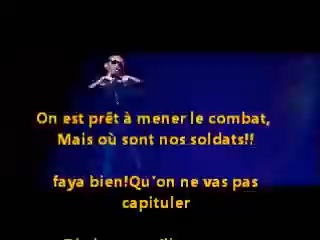 On est prêt à mener le combat,
Mais où sont nos soldats!!
faya bien!Qu'on ne vas pas
capituler